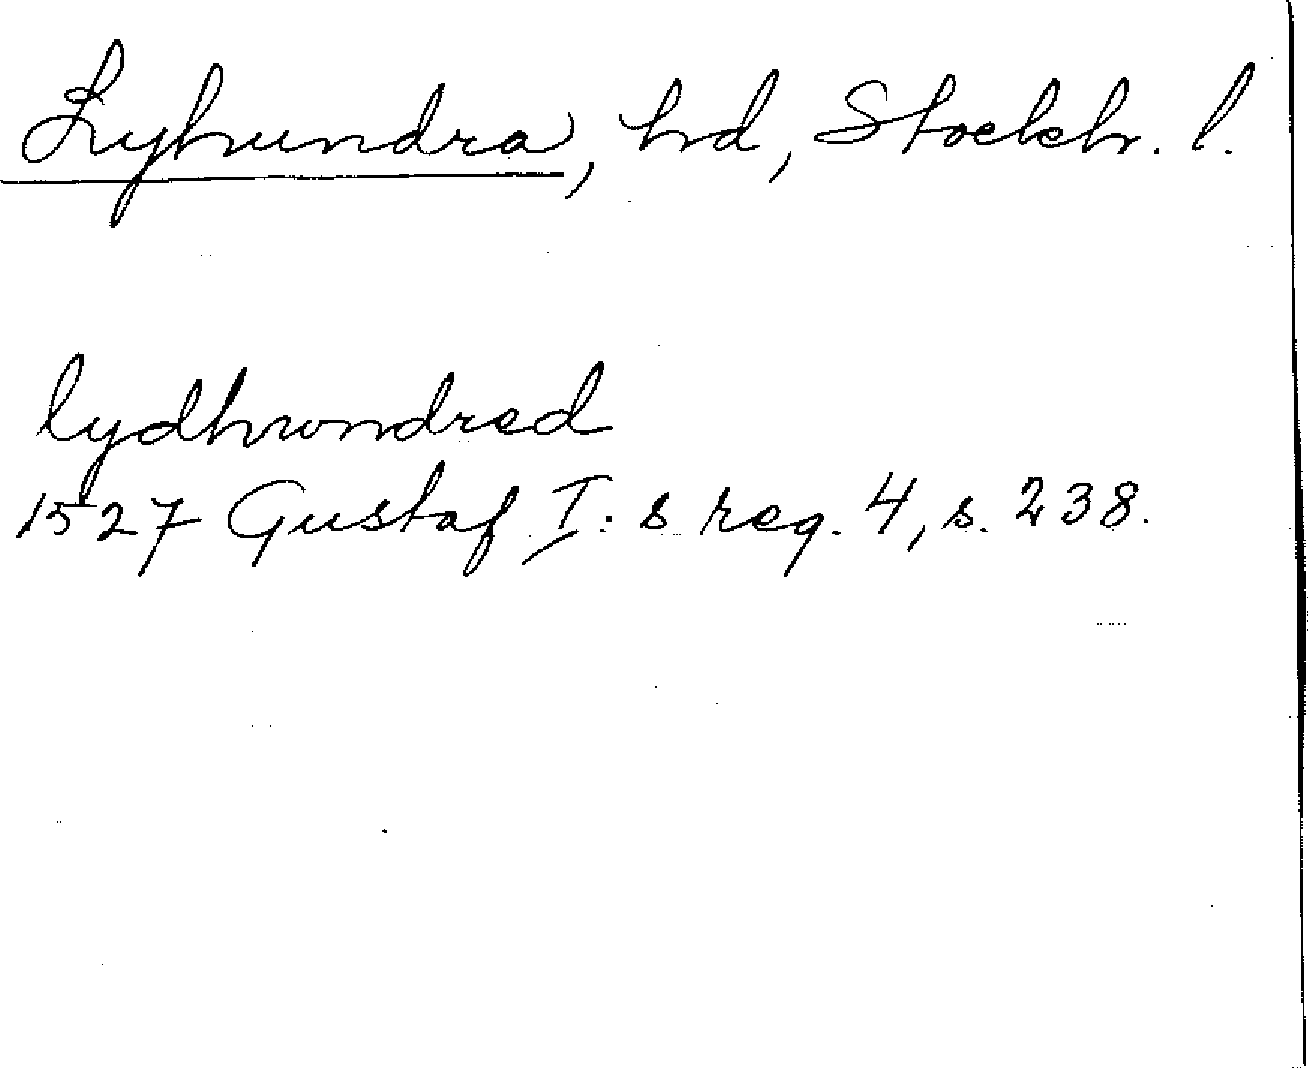 Lyhundra, hd, Stockh. l.
lydhwndred
1527 Gustaf I:s reg. 4, s. 238.